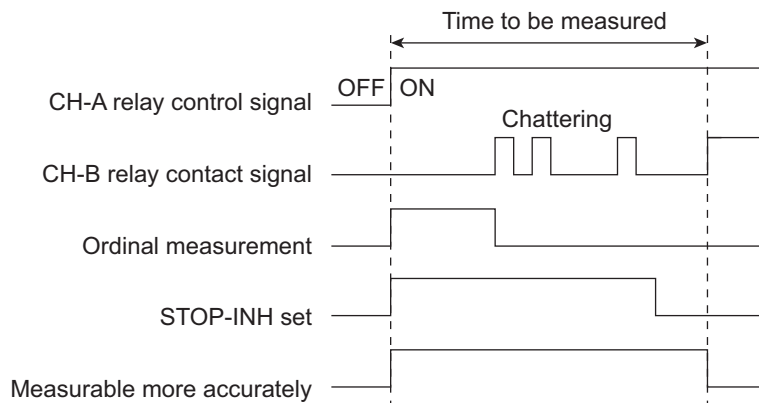 Time to be measured
OFF ON
CH-A relay control signal
Chattering
CH-B relay contact signal
Ordinal measurement
STOP-INH set
Measurable more accurately